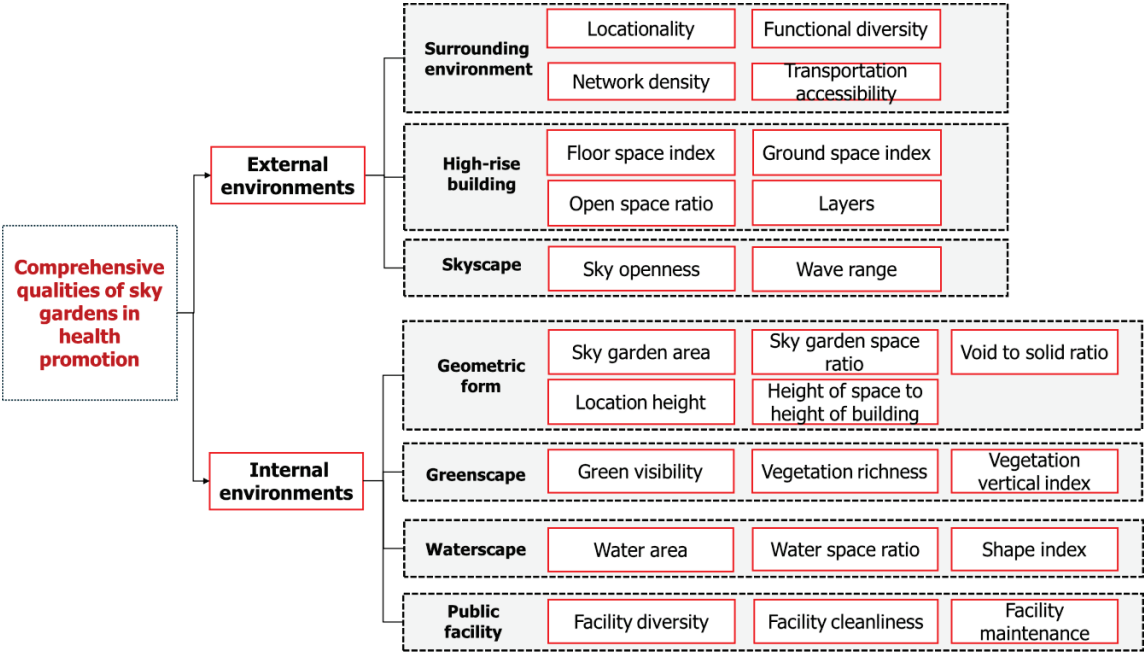 Comprehensive
qualities of sky
gardens in
health
promotion
External
environments
Surrounding
environment
Locationality
Functional diversity
Network density
Transportation
accessibility
High-rise
building
Floor space index
Ground space index
Open space ratio
Layers
Skyscape
Sky openness
Wave range
Internal
environments
Geometric
form
Sky garden area
Sky garden space
ratio
Void to solid ratio
Location height
Height of space to
height of building
Greenscape
Green visibility
Vegetation richness
Vegetation
vertical index
Waterscape
Water area
Water space ratio
Shape index
Public
facility
Facility diversity
Facility cleanliness
Facility
maintenance